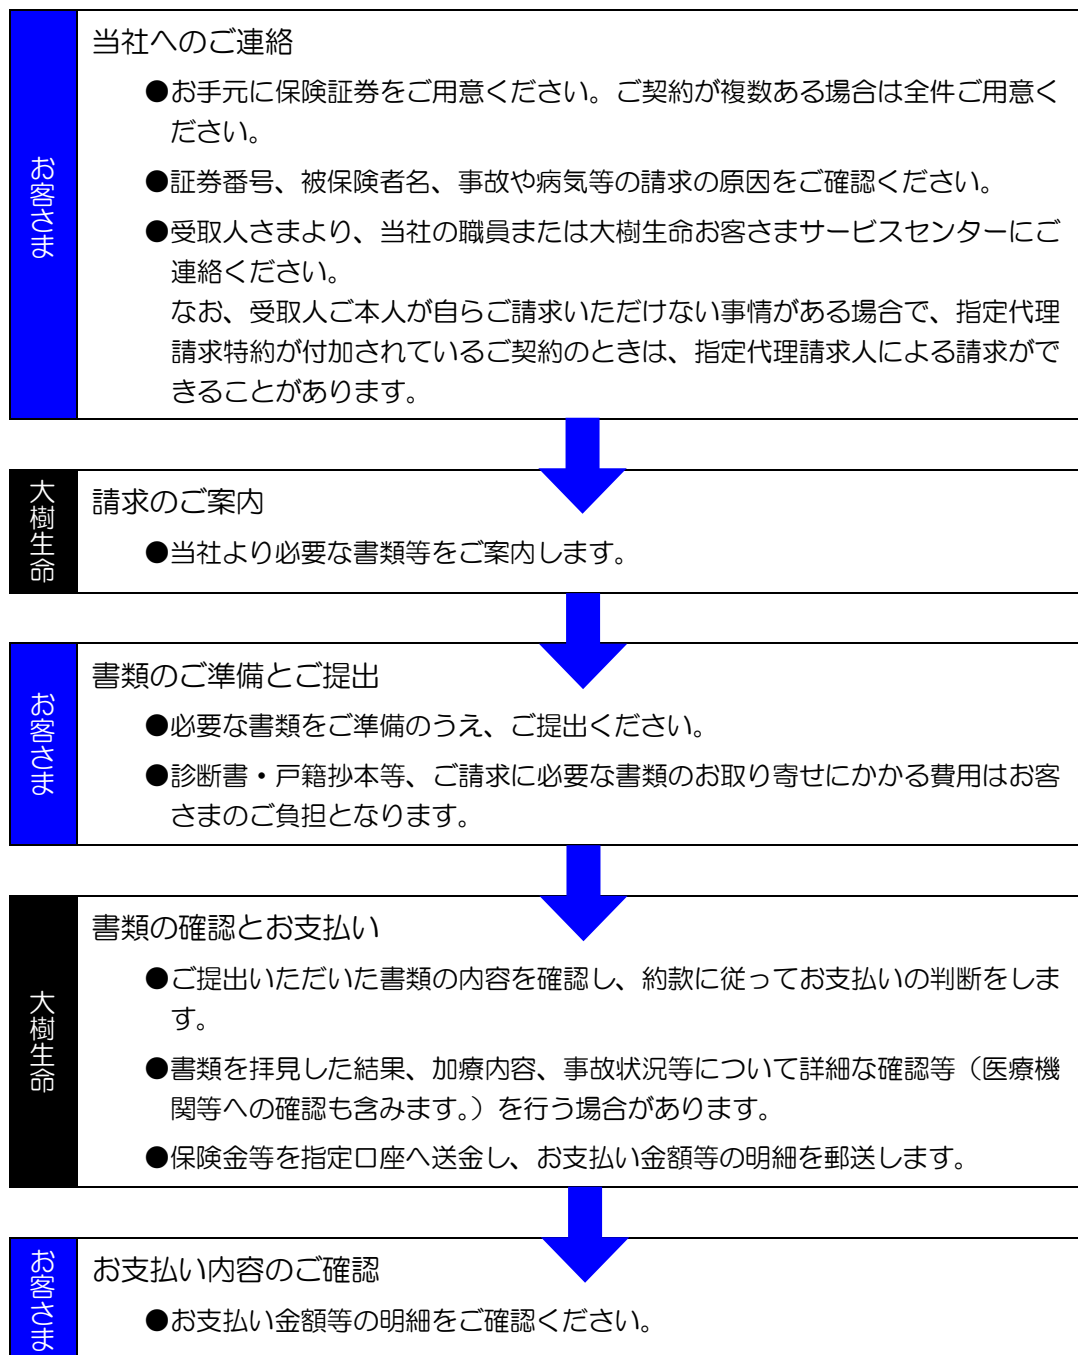 お客さま
当社へのご連絡
●お手元に保険証券をご用意ください。ご契約が複数ある場合は全件ご用意く
ださい。
●証券番号、被保険者名、事故や病気等の請求の原因をご確認ください。
●受取人さまより、当社の職員または大樹生命お客さまサービスセンターにご
連絡ください。
なお、受取人ご本人が自らご請求いただけない事情がある場合で、指定代理
請求特約が付加されているご契約のときは、指定代理請求人による請求がで
きることがあります。
大樹生命
請求のご案内
●当社より必要な書類等をご案内します。
お客さま
書類のご準備とご提出
●必要な書類をご準備のうえ、ご提出ください。
●診断書・戸籍抄本等、ご請求に必要な書類のお取り寄せにかかる費用はお客
さまのご負担となります。
大樹生命
書類の確認とお支払い
●ご提出いただいた書類の内容を確認し、約款に従ってお支払いの判断をしま
す。
●書類を拝見した結果、加療内容、事故状況等について詳細な確認等（医療機
関等への確認も含みます。）を行う場合があります。
●保険金等を指定口座へ送金し、お支払い金額等の明細を郵送します。
お客さま
お支払い内容のご確認
●お支払い金額等の明細をご確認ください。